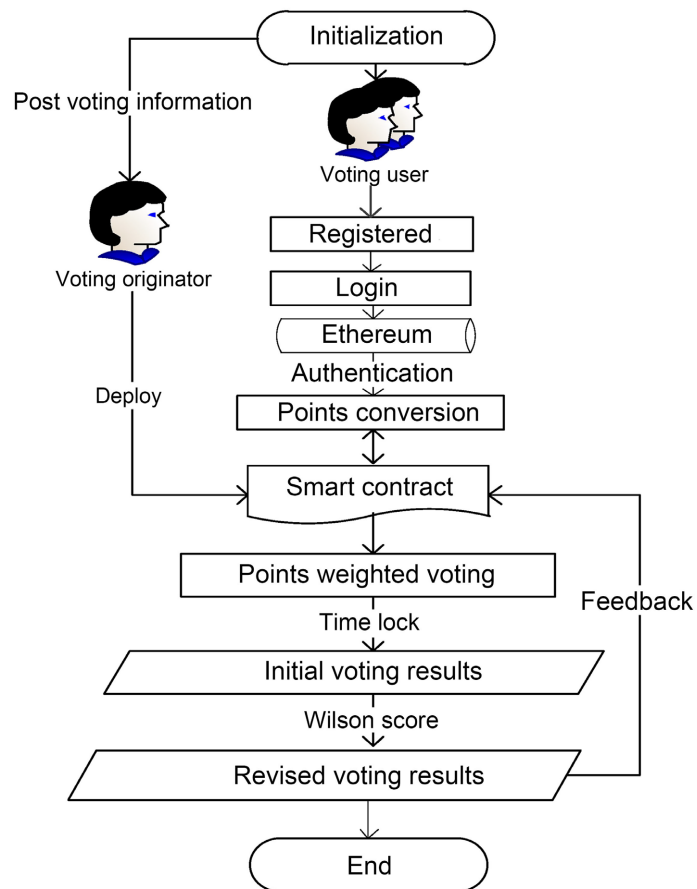 Initialization
Post voting information
Voting user
Registered
Voting originator
Login
Ethereum
Authentication
Deploy
Points conversion
Smart contract
Points weighted voting
Feedback
Time lock
Initial voting results
Wilson score
Revised voting results
End